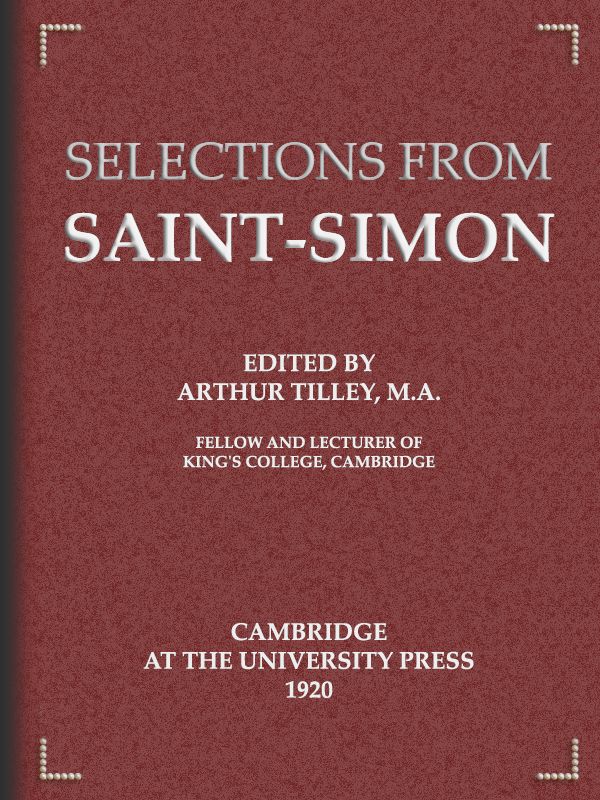 SELECTIONS FROM
SAINT-SIMON
EDITED BY
ARTHUR TILLEY, M.A.
FELLOW AND LECTURER OF
KING'S COLLEGE, CAMBRIDGE
CAMBRIDGE
AT THE UNIVERSITY PRESS
1920